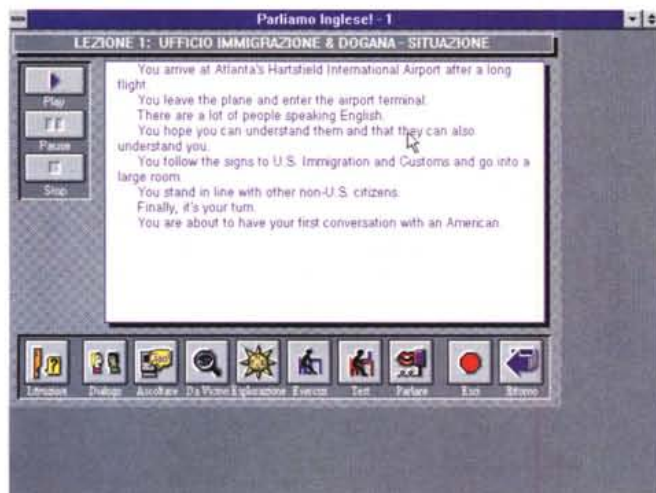 Parliamo Inglese! - 1
LEZIONE 1: UFFICIO IMMIGRAZIONE & DOGANA - SITUAZIONE
Play
Pause
Stop
You arrive at Atlanta's Hartsfield International Airport after a long
flight.
You leave the plane and enter the airport terminal.
There are a lot of people speaking English.
You hope you can understand them and that they can also
understand you.
You follow the signs to U.S. Immigration and Customs and go into a
large room.
You stand in line with other non-U.S. citizens.
Finally, it's your turn.
You are about to have your first conversation with an American
Istruzione Dialogo Ascoltare Da Vicino Esplorazione Esercizi Test Parlare Esci Ritorno